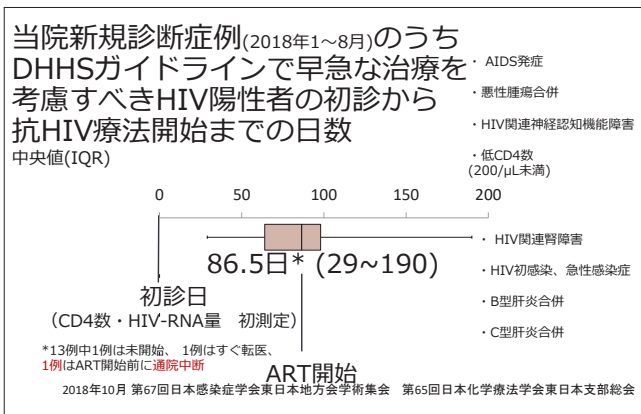 当院新規診断症例(2018年1～8月)のうち
DHHSガイドラインで早急な治療を
考慮すべきHIV陽性者の初診から
抗HIV療法開始までの日数
中央値(IQR)
・AIDS発症
・悪性腫瘍合併
・HIV関連神経認知機能障害
・低CD4数
(200/μL未満)
・HIV関連腎障害
・HIV初感染、急性感染症
・B型肝炎合併
・C型肝炎合併
0 50 100 150 200
86.5日* (29~190)
初診日
（CD4数・HIV-RNA量　初測定）
*13例中1例は未開始、 1例はすぐ転医、
1例はART開始前に通院中断
ART開始
2018年10月 第67回日本感染症学会東日本地方会学術集会　第65回日本化学療法学会東日本支部総会